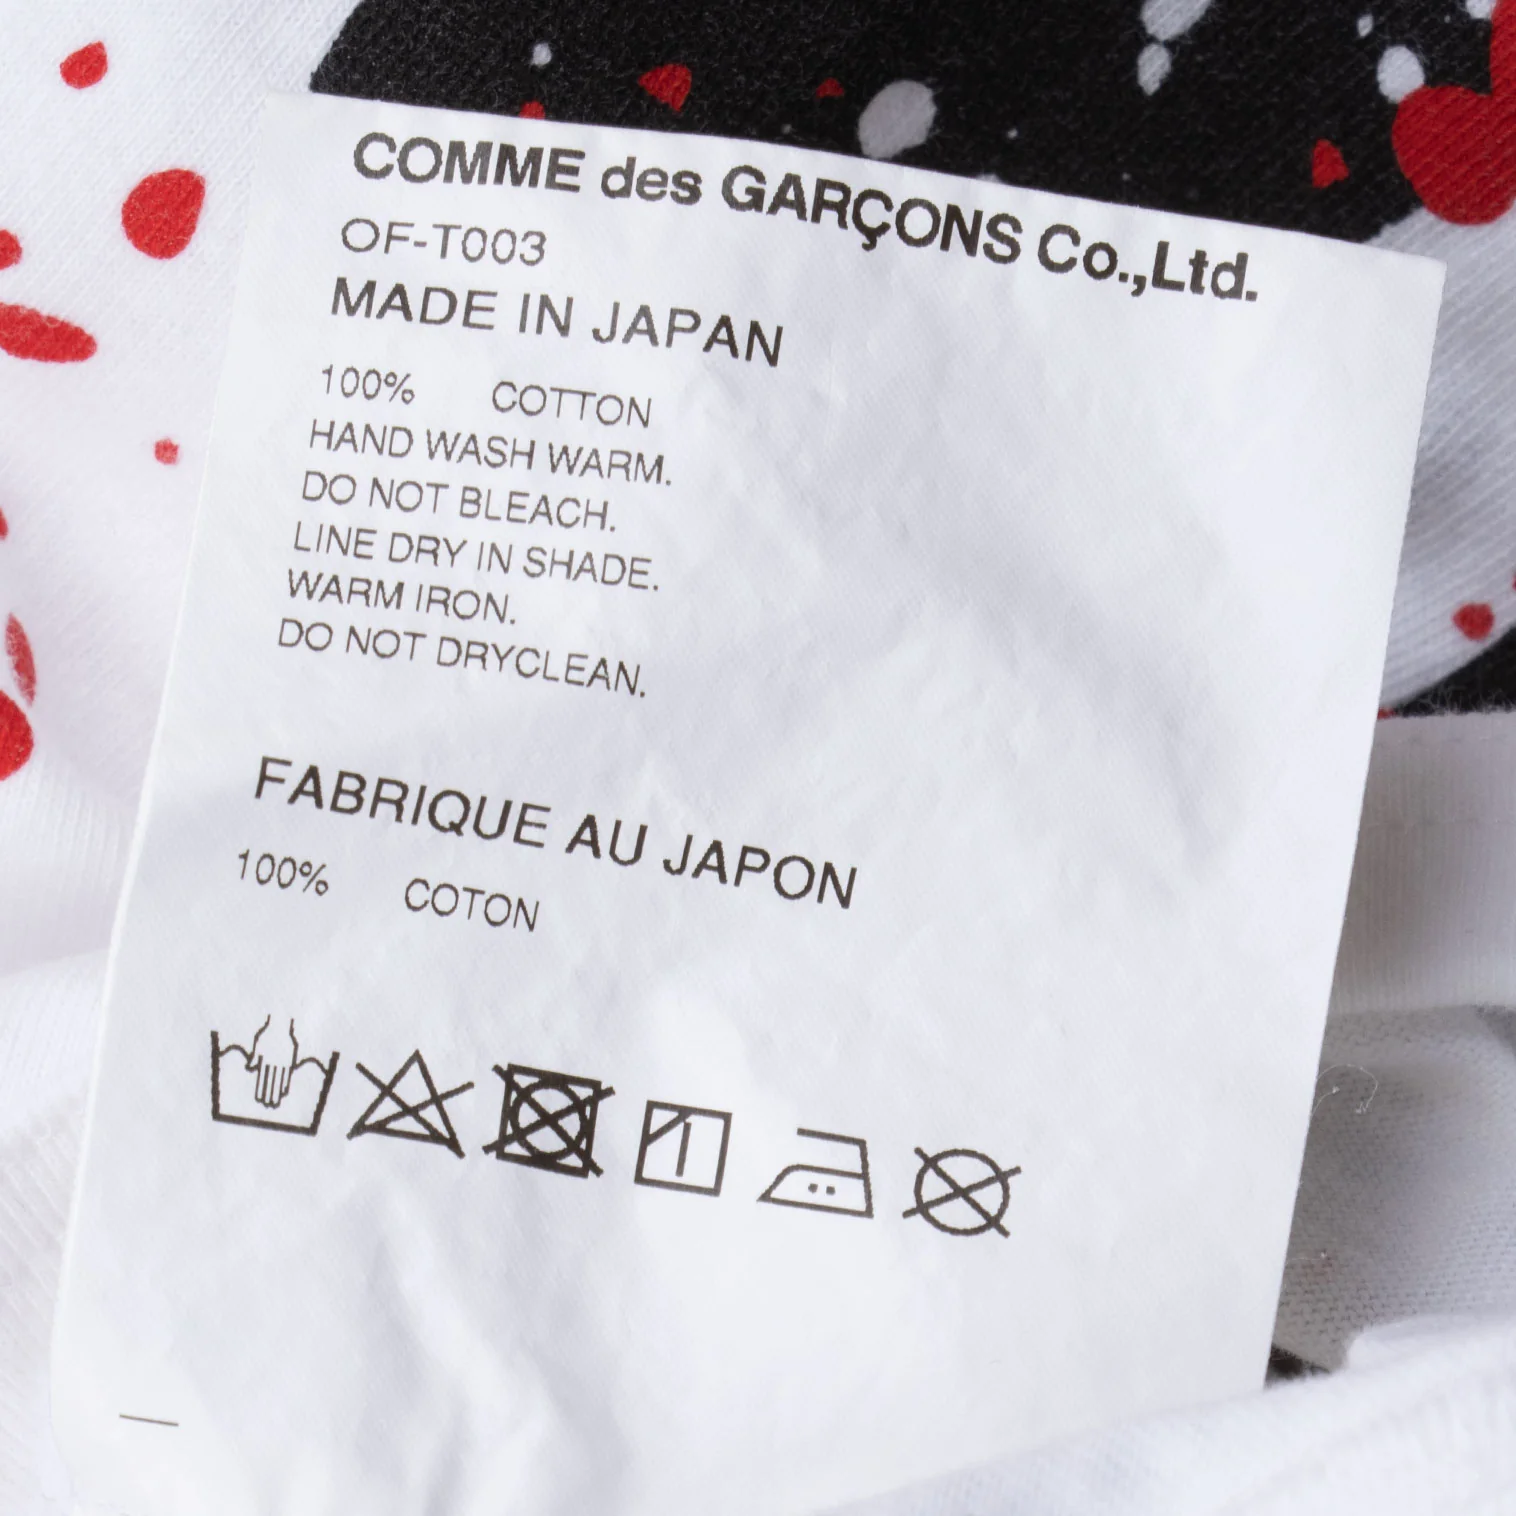 COMME des GARÇONS Co.,Ltd.
OF-T003
MADE IN JAPAN
100% COTTON
HAND WASH WARM.
DO NOT BLEACH.
LINE DRY IN SHADE.
WARM IRON.
DO NOT DRYCLEAN.
FABRIQUE AU JAPON
100% COTON